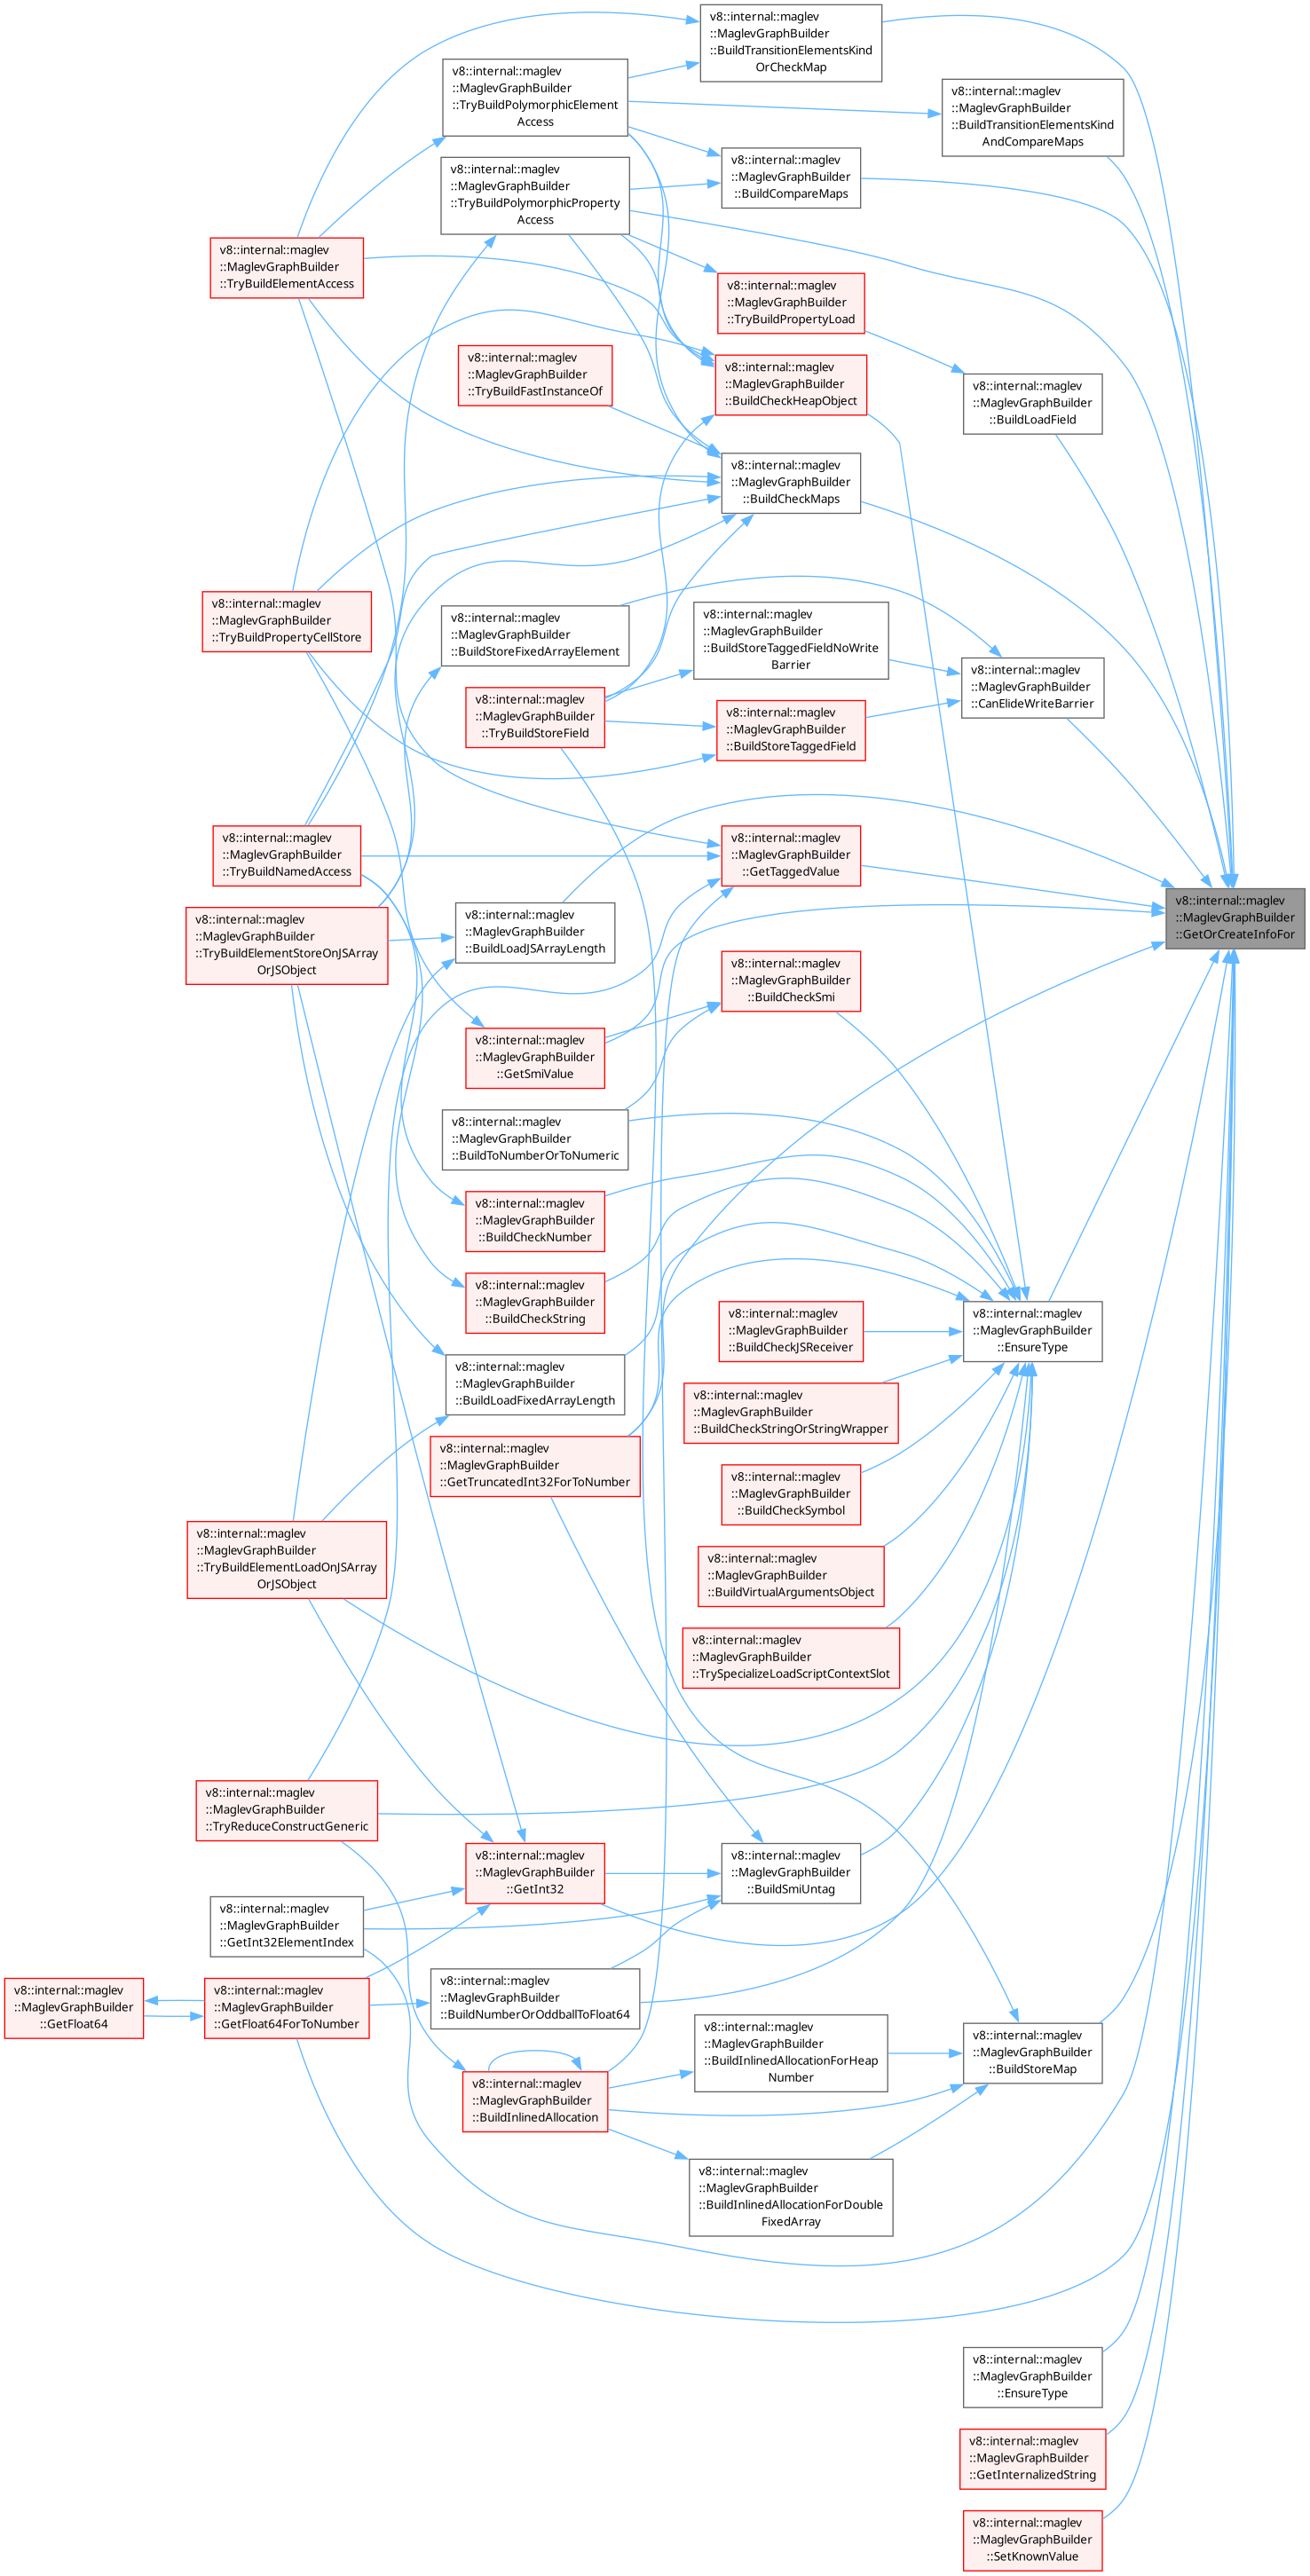 v8::internal::maglev
::MaglevGraphBuilder
::BuildTransitionElementsKind
OrCheckMap
v8::internal::maglev
::MaglevGraphBuilder
::TryBuildPolymorphicElement
Access
v8::internal::maglev
::MaglevGraphBuilder
::BuildTransitionElementsKind
AndCompareMaps
v8::internal::maglev
::MaglevGraphBuilder
::BuildCompareMaps
v8::internal::maglev
::MaglevGraphBuilder
::TryBuildPolymorphicProperty
Access
v8::internal::maglev
::MaglevGraphBuilder
::TryBuildElementAccess
v8::internal::maglev
::MaglevGraphBuilder
::TryBuildPropertyLoad
v8::internal::maglev
::MaglevGraphBuilder
::TryBuildFastInstanceOf
v8::internal::maglev
::MaglevGraphBuilder
::BuildCheckHeapObject
v8::internal::maglev
::MaglevGraphBuilder
::BuildLoadField
v8::internal::maglev
::MaglevGraphBuilder
::BuildCheckMaps
v8::internal::maglev
::MaglevGraphBuilder
::TryBuildPropertyCellStore
v8::internal::maglev
::MaglevGraphBuilder
::BuildStoreFixedArrayElement
v8::internal::maglev
::MaglevGraphBuilder
::BuildStoreTaggedFieldNoWrite
Barrier
v8::internal::maglev
::MaglevGraphBuilder
::CanElideWriteBarrier
v8::internal::maglev
::MaglevGraphBuilder
::TryBuildStoreField
v8::internal::maglev
::MaglevGraphBuilder
::BuildStoreTaggedField
v8::internal::maglev
::MaglevGraphBuilder
::TryBuildNamedAccess
v8::internal::maglev
::MaglevGraphBuilder
::GetTaggedValue
v8::internal::maglev
::MaglevGraphBuilder
::GetOrCreateInfoFor
v8::internal::maglev
::MaglevGraphBuilder
::TryBuildElementStoreOnJSArray
OrJSObject
v8::internal::maglev
::MaglevGraphBuilder
::BuildLoadJSArrayLength
v8::internal::maglev
::MaglevGraphBuilder
::BuildCheckSmi
v8::internal::maglev
::MaglevGraphBuilder
::GetSmiValue
v8::internal::maglev
::MaglevGraphBuilder
::BuildToNumberOrToNumeric
v8::internal::maglev
::MaglevGraphBuilder
::BuildCheckNumber
v8::internal::maglev
::MaglevGraphBuilder
::BuildCheckString
v8::internal::maglev
::MaglevGraphBuilder
::BuildCheckJSReceiver
v8::internal::maglev
::MaglevGraphBuilder
::EnsureType
v8::internal::maglev
::MaglevGraphBuilder
::BuildLoadFixedArrayLength
v8::internal::maglev
::MaglevGraphBuilder
::BuildCheckStringOrStringWrapper
v8::internal::maglev
::MaglevGraphBuilder
::GetTruncatedInt32ForToNumber
v8::internal::maglev
::MaglevGraphBuilder
::BuildCheckSymbol
v8::internal::maglev
::MaglevGraphBuilder
::TryBuildElementLoadOnJSArray
OrJSObject
v8::internal::maglev
::MaglevGraphBuilder
::BuildVirtualArgumentsObject
v8::internal::maglev
::MaglevGraphBuilder
::TrySpecializeLoadScriptContextSlot
v8::internal::maglev
::MaglevGraphBuilder
::TryReduceConstructGeneric
v8::internal::maglev
::MaglevGraphBuilder
::GetInt32
v8::internal::maglev
::MaglevGraphBuilder
::BuildSmiUntag
v8::internal::maglev
::MaglevGraphBuilder
::GetInt32ElementIndex
v8::internal::maglev
::MaglevGraphBuilder
::GetFloat64
v8::internal::maglev
::MaglevGraphBuilder
::GetFloat64ForToNumber
v8::internal::maglev
::MaglevGraphBuilder
::BuildNumberOrOddballToFloat64
v8::internal::maglev
::MaglevGraphBuilder
::BuildInlinedAllocationForHeap
Number
v8::internal::maglev
::MaglevGraphBuilder
::BuildStoreMap
v8::internal::maglev
::MaglevGraphBuilder
::BuildInlinedAllocation
v8::internal::maglev
::MaglevGraphBuilder
::BuildInlinedAllocationForDouble
FixedArray
v8::internal::maglev
::MaglevGraphBuilder
::EnsureType
v8::internal::maglev
::MaglevGraphBuilder
::GetInternalizedString
v8::internal::maglev
::MaglevGraphBuilder
::SetKnownValue